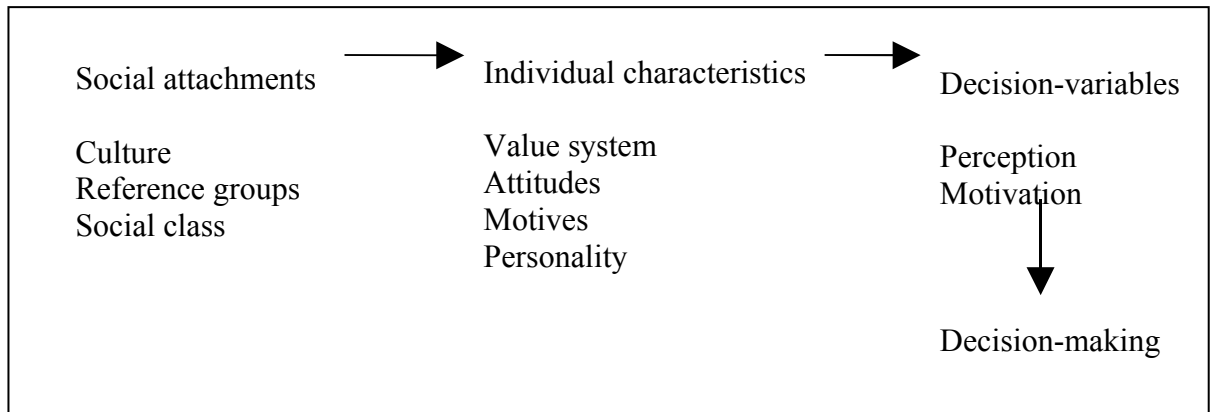 Social attachments
Culture
Reference groups
Social class
Individual characteristics
Value system
Attitudes
Motives
Personality
Decision-variables
Perception
Motivation
Decision-making